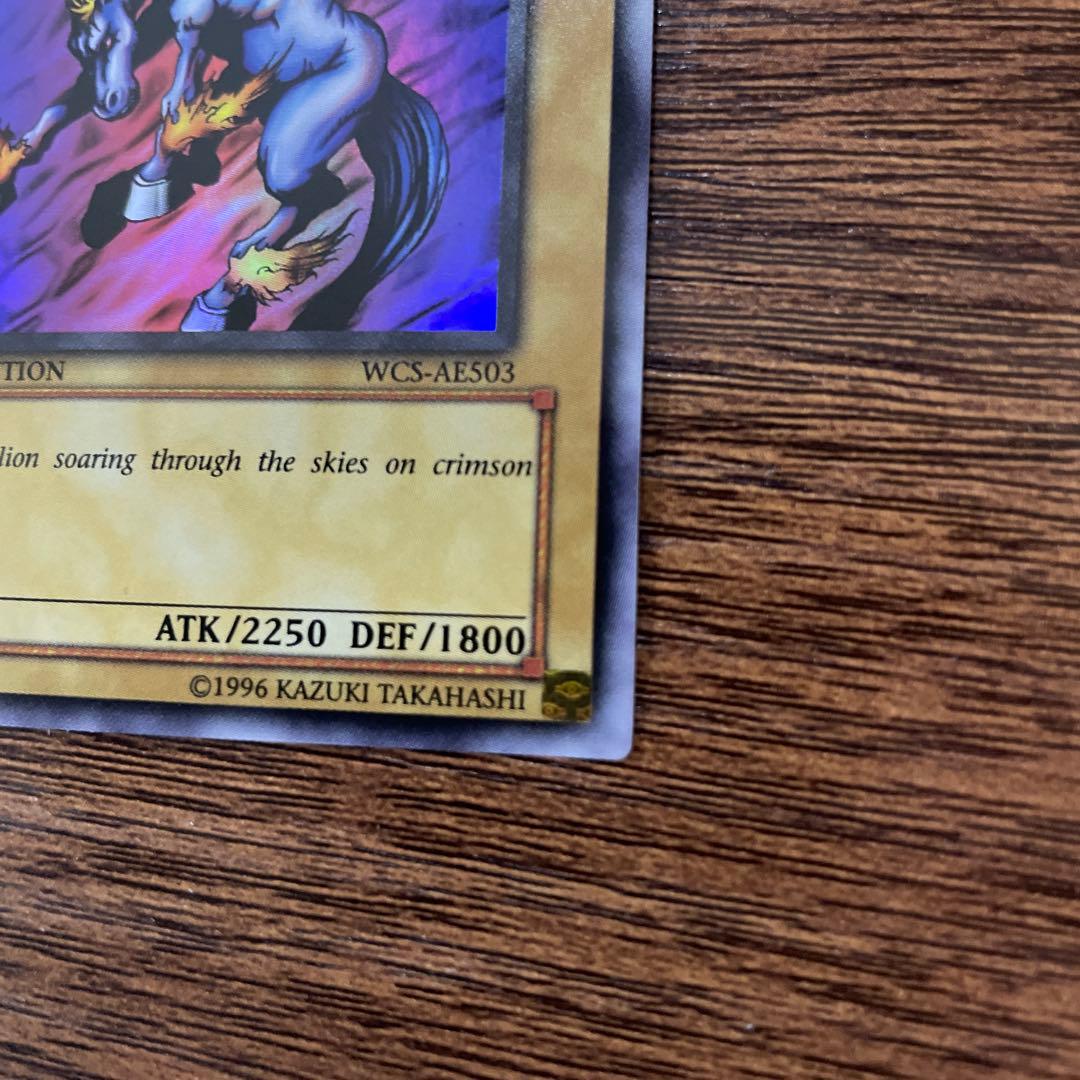 TION WCS-AE503
lion soaring through the skies on crimson
ATK/2250 DEF/1800
©1996 KAZUKI TAKAHASHI